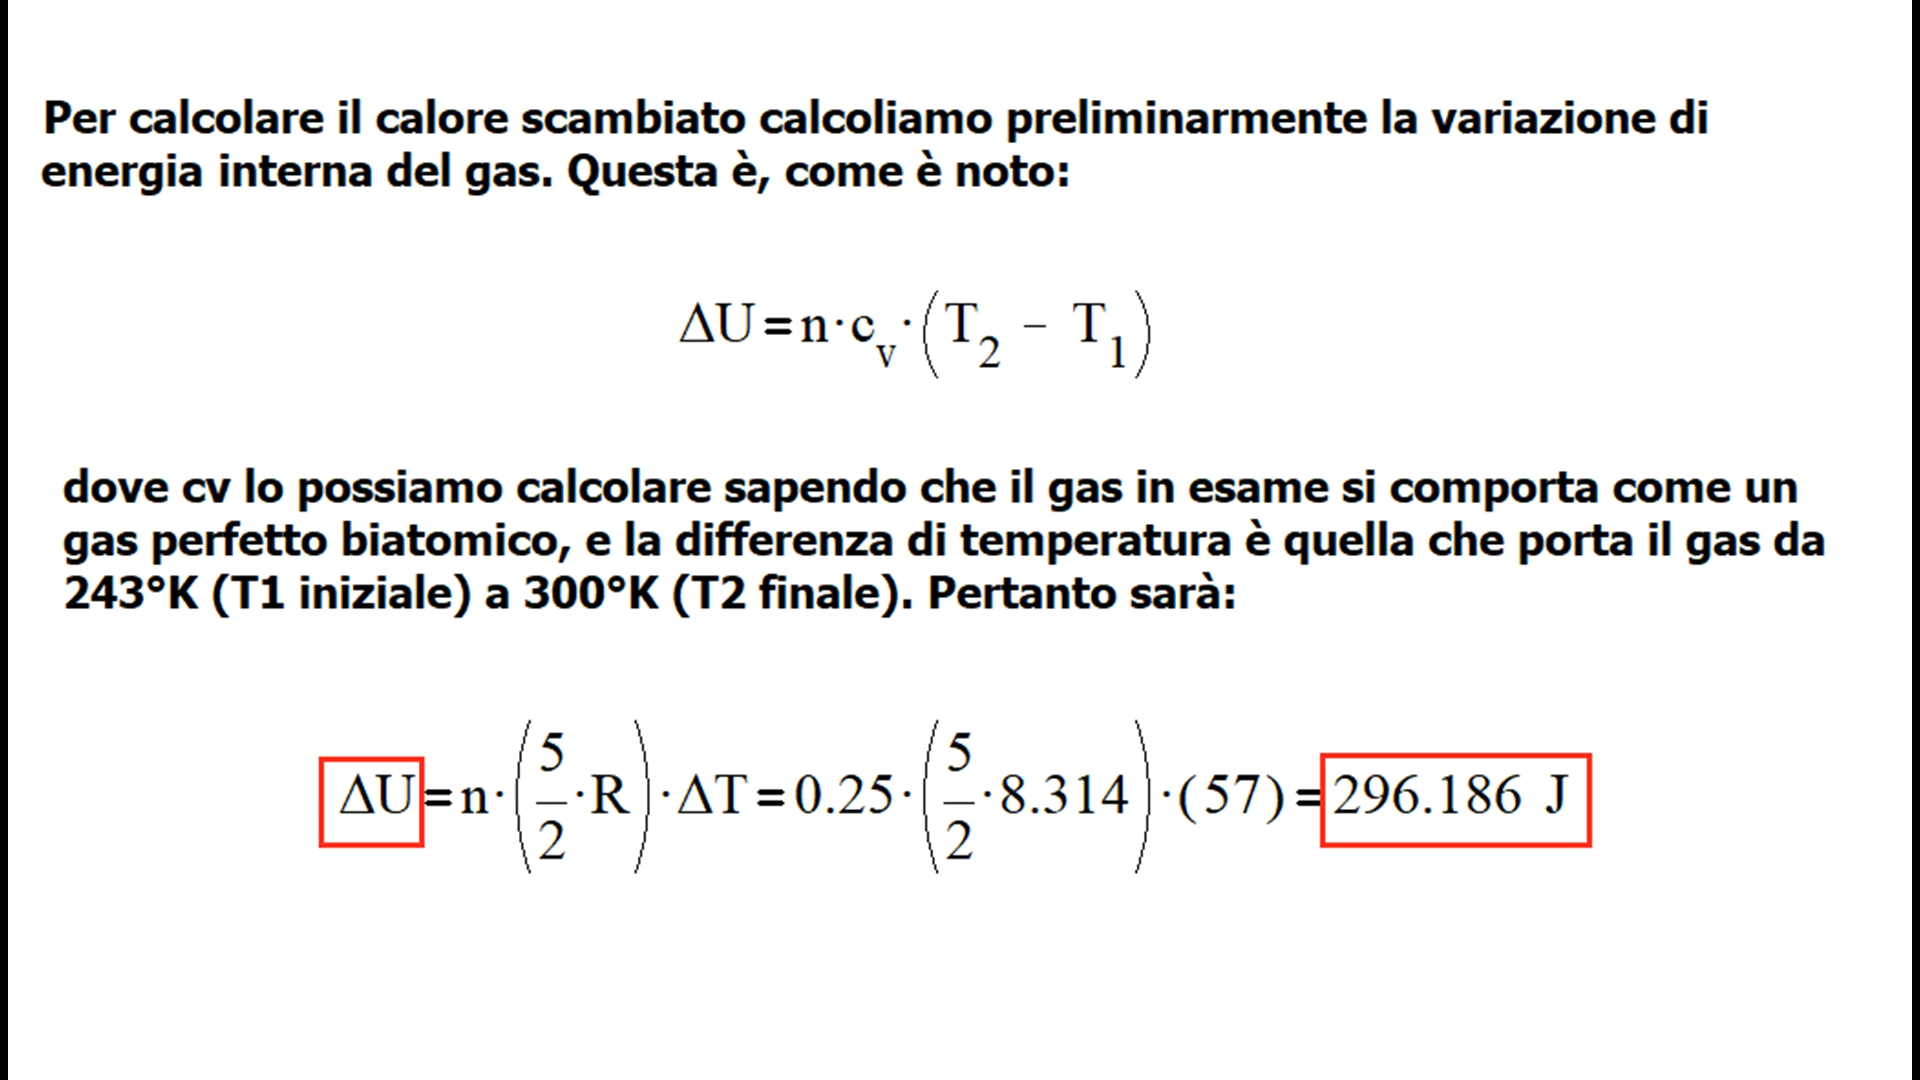 Per calcolare il calore scambiato calcoliamo preliminarmente la variazione di
energia interna del gas. Questa è, come è noto:
ΔU=n·c_v·(T_2 − T_1)
dove cv lo possiamo calcolare sapendo che il gas in esame si comporta come un
gas perfetto biatomico, e la differenza di temperatura è quella che porta il gas da
243°K (T1 iniziale) a 300°K (T2 finale). Pertanto sarà:
ΔU=n·(5/2·R)·ΔT=0.25·(5/2·8.314)·(57)=296.186 J